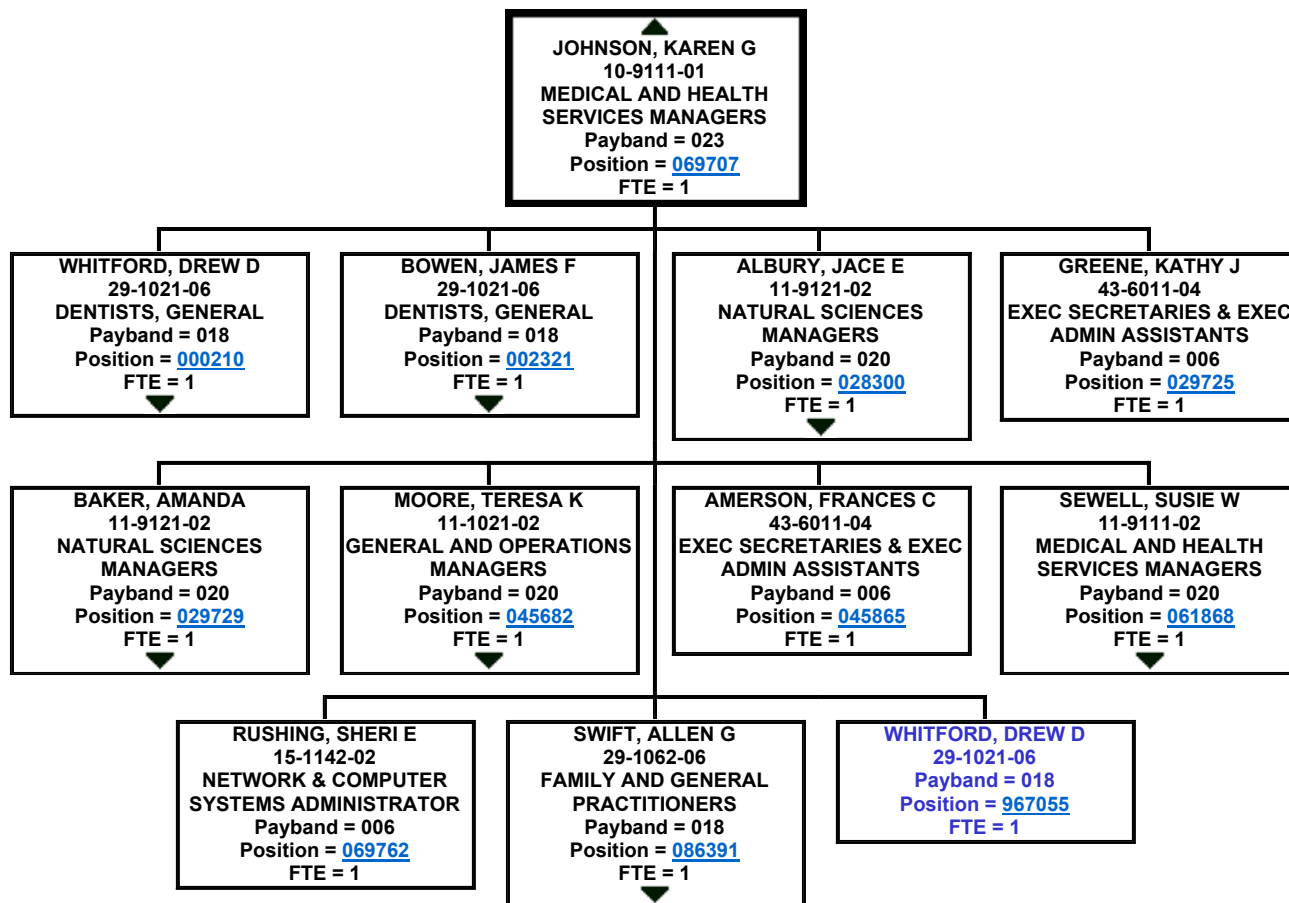 JOHNSON, KAREN G
10-9111-01
MEDICAL AND HEALTH
SERVICES MANAGERS
Payband = 023
Position = 069707
FTE = 1
WHITFORD, DREW D
29-1021-06
DENTISTS, GENERAL
Payband = 018
Position = 000210
FTE = 1
BOWEN, JAMES F
29-1021-06
DENTISTS, GENERAL
Payband = 018
Position = 002321
FTE = 1
ALBURY, JACE E
11-9121-02
NATURAL SCIENCES
MANAGERS
Payband = 020
Position = 028300
FTE = 1
GREENE, KATHY J
43-6011-04
EXEC SECRETARIES & EXEC
ADMIN ASSISTANTS
Payband = 006
Position = 029725
FTE = 1
BAKER, AMANDA
11-9121-02
NATURAL SCIENCES
MANAGERS
Payband = 020
Position = 029729
FTE = 1
MOORE, TERESA K
11-1021-02
GENERAL AND OPERATIONS
MANAGERS
Payband = 020
Position = 045682
FTE = 1
AMERSON, FRANCES C
43-6011-04
EXEC SECRETARIES & EXEC
ADMIN ASSISTANTS
Payband = 006
Position = 045865
FTE = 1
SEWELL, SUSIE W
11-9111-02
MEDICAL AND HEALTH
SERVICES MANAGERS
Payband = 020
Position = 061868
FTE = 1
RUSHING, SHERI E
15-1142-02
NETWORK & COMPUTER
SYSTEMS ADMINISTRATOR
Payband = 006
Position = 069762
FTE = 1
SWIFT, ALLEN G
29-1062-06
FAMILY AND GENERAL
PRACTITIONERS
Payband = 018
Position = 086391
FTE = 1
WHITFORD, DREW D
29-1021-06
Payband = 018
Position = 967055
FTE = 1